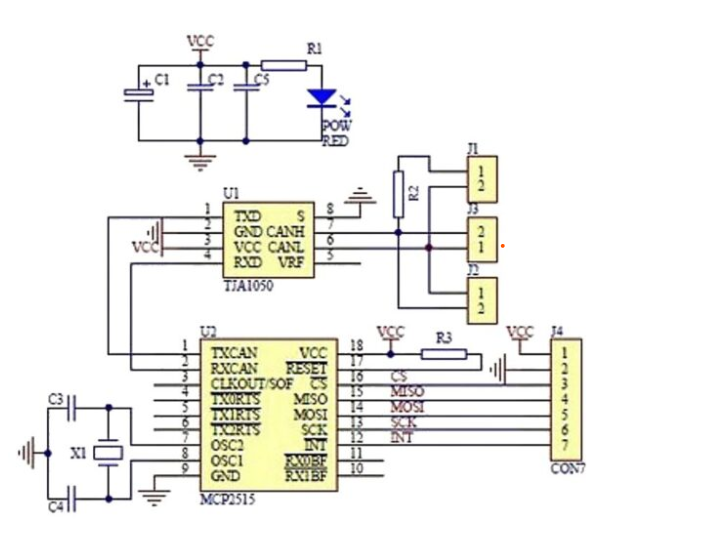 VCC
R1
C1
C2
C5
POW
RED
J1
1
2
R2
U1
1 TXD S 8
2 GND CANH 7
3 VCC CANL 6
4 RXD VRF 5
VCC
TJA1050
J3
2
1
J2
1
2
U2
1 TXCAN VCC 18
2 RXCAN RESET 17
3 CLKOUT/SOF CS 16
4 TX0RTS MISO 15
5 TX1RTS MOSI 14
6 TX2RTS SCK 13
7 OSC2 INT 12
8 OSC1 RX0BF 11
9 GND RX1BF 10
MCP2515
VCC
R3
CS
MISO
MOSI
SCK
INT
VCC
J4
1
2
3
4
5
6
7
CON7
C3
X1
C4